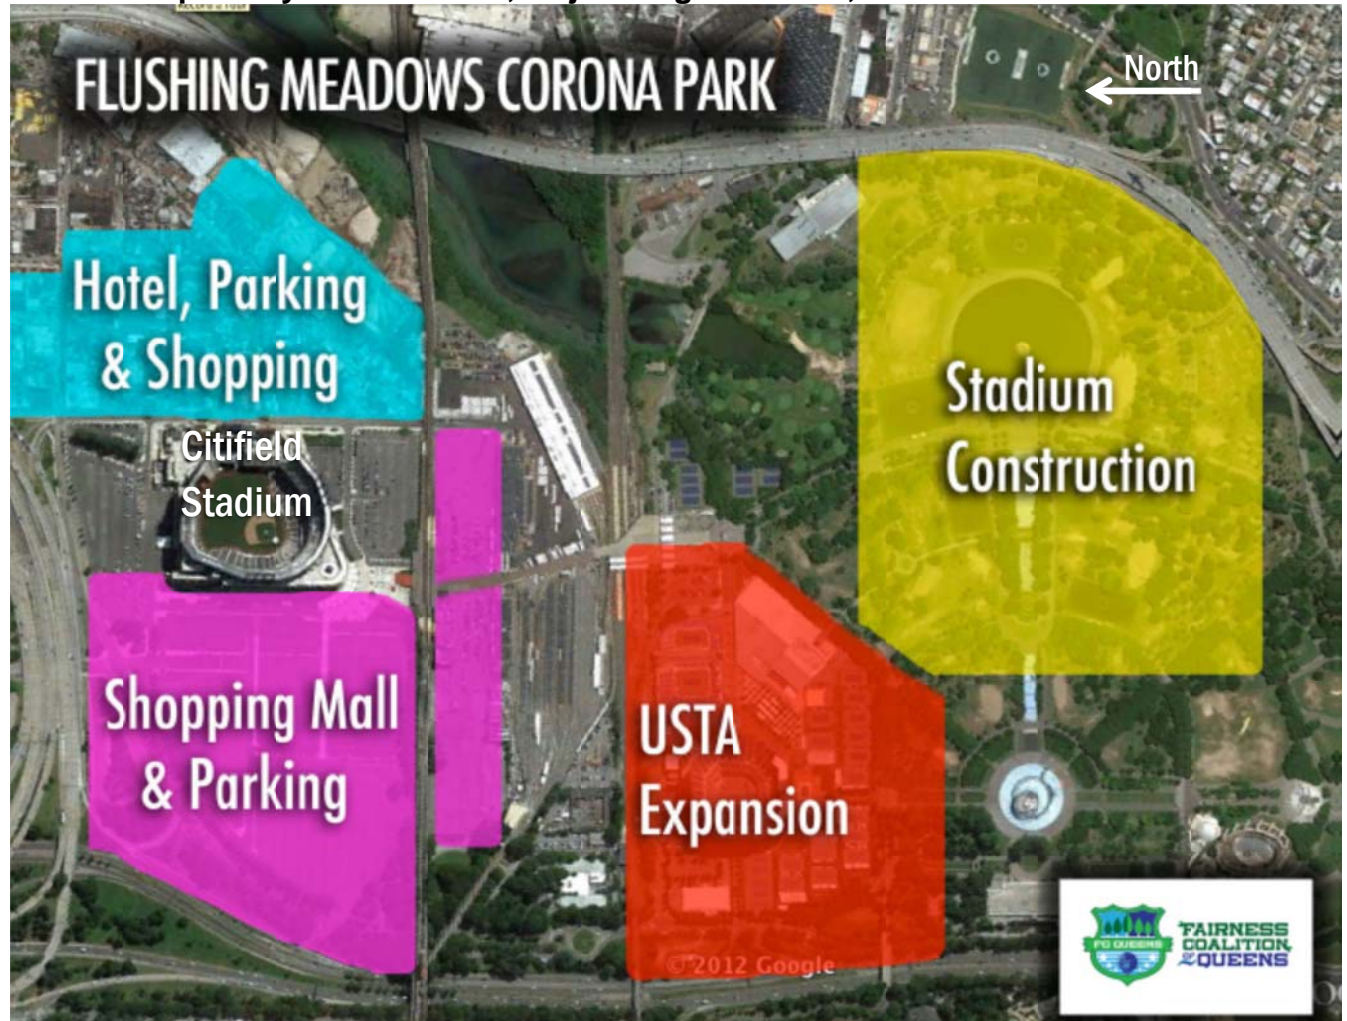 FLUSHING MEADOWS CORONA PARK
North
Hotel, Parking
& Shopping
Citifield
Stadium
Stadium
Construction
Shopping Mall
& Parking
USTA
Expansion
©2012 Google
FG QUEENS
FAIRNESS
COALITION
of QUEENS